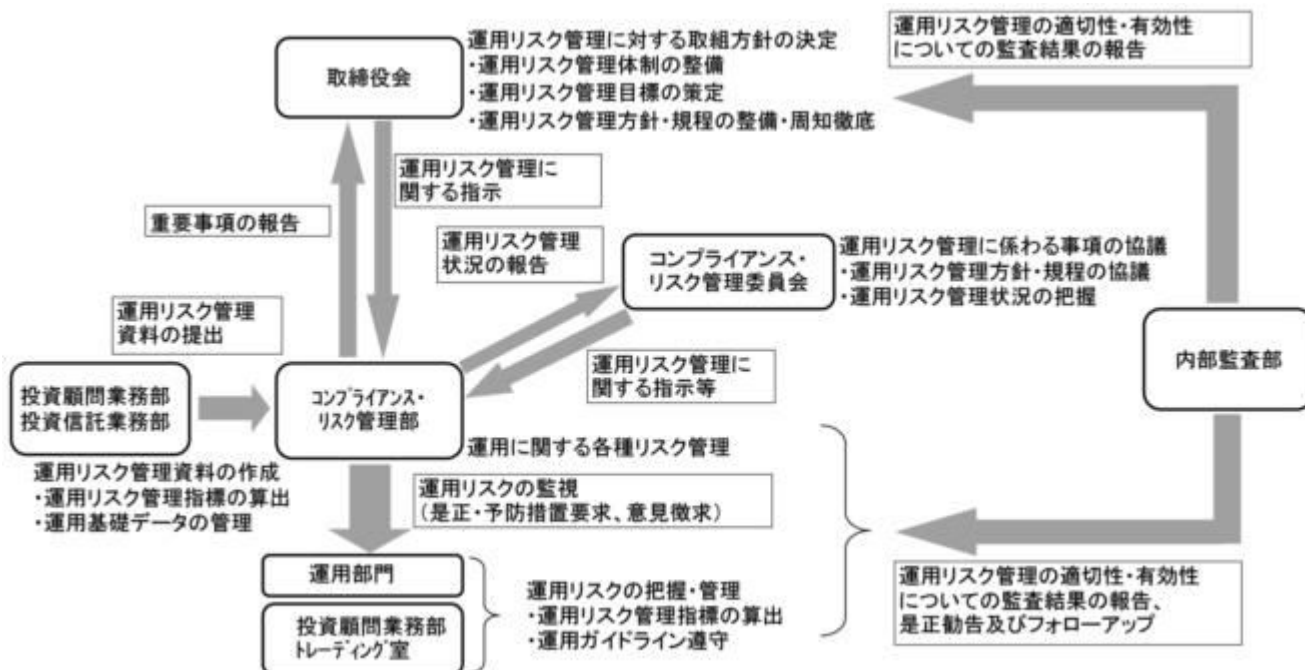 取締役会
運用リスク管理に対する取組方針の決定
・運用リスク管理体制の整備
・運用リスク管理目標の策定
・運用リスク管理方針・規程の整備・周知徹底
運用リスク管理の適切性・有効性
についての監査結果の報告
運用リスク管理に
関する指示
重要事項の報告
運用リスク管理
状況の報告
コンプライアンス・
リスク管理委員会
運用リスク管理に係わる事項の協議
・運用リスク管理方針・規程の協議
・運用リスク管理状況の把握
運用リスク管理
資料の提出
運用リスク管理に
関する指示等
内部監査部
投資顧問業務部
投資信託業務部
コンプライアンス・
リスク管理部
運用に関する各種リスク管理
運用リスク管理資料の作成
・運用リスク管理指標の算出
・運用基礎データの管理
運用リスクの監視
(是正・予防措置要求、意見徴求)
運用部門
投資顧問業務部
トレーディング室
運用リスクの把握・管理
・運用リスク管理指標の算出
・運用ガイドライン遵守
運用リスク管理の適切性・有効性
についての監査結果の報告、
是正勧告及びフォローアップ